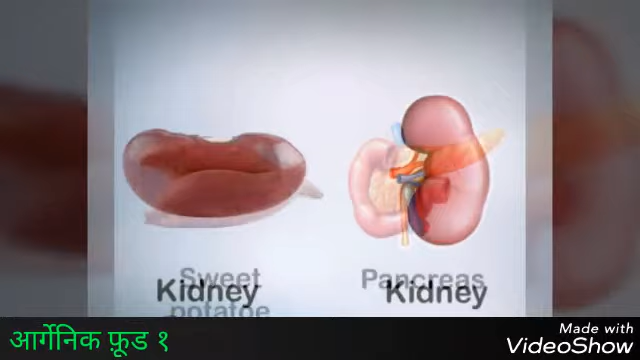 Sweet
potatoe
Kidney
Pancreas
Kidney
आर्गेनिक फ़ूड १
Made with
VideoShow